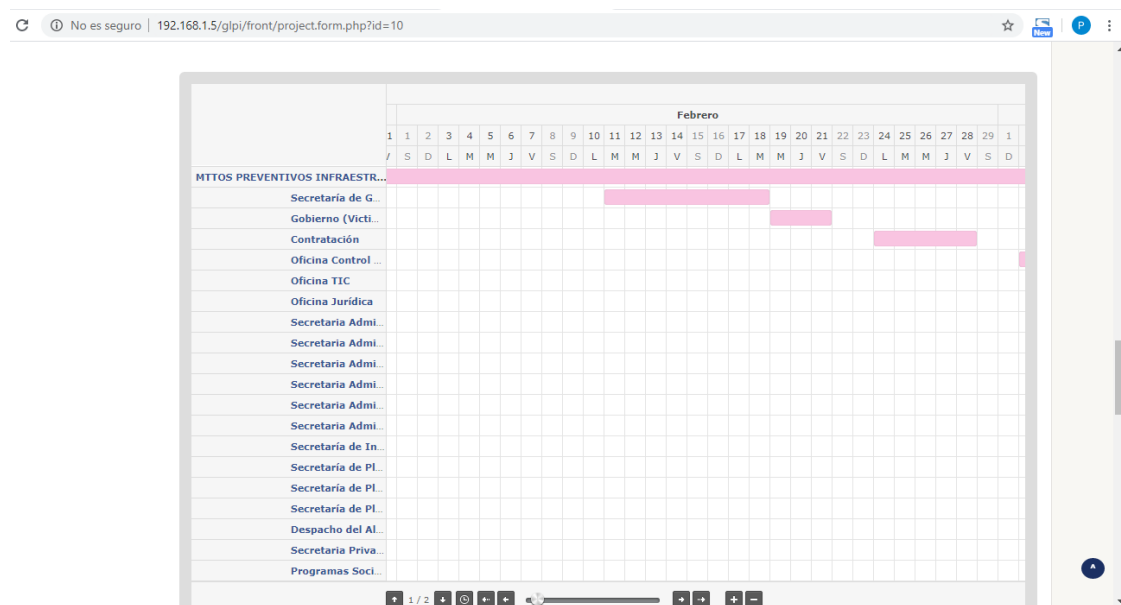 No es seguro | 192.168.1.5/glpi/front/project.form.php?id=10
New
P
Febrero
1 1 2 3 4 5 6 7 8 9 10 11 12 13 14 15 16 17 18 19 20 21 22 23 24 25 26 27 28 29 1
V S D L M M J V S D L M M J V S D L M M J V S D L M M J V S D
MTTOS PREVENTIVOS INFRAESTR...
Secretaría de G...
Gobierno (Victi...
Contratación
Oficina Control ...
Oficina TIC
Oficina Jurídica
Secretaria Admi...
Secretaria Admi...
Secretaria Admi...
Secretaria Admi...
Secretaria Admi...
Secretaria Admi...
Secretaría de In...
Secretaría de Pl...
Secretaría de Pl...
Secretaría de Pl...
Despacho del Al...
Secretaria Priva...
Programas Soci...
1 / 2